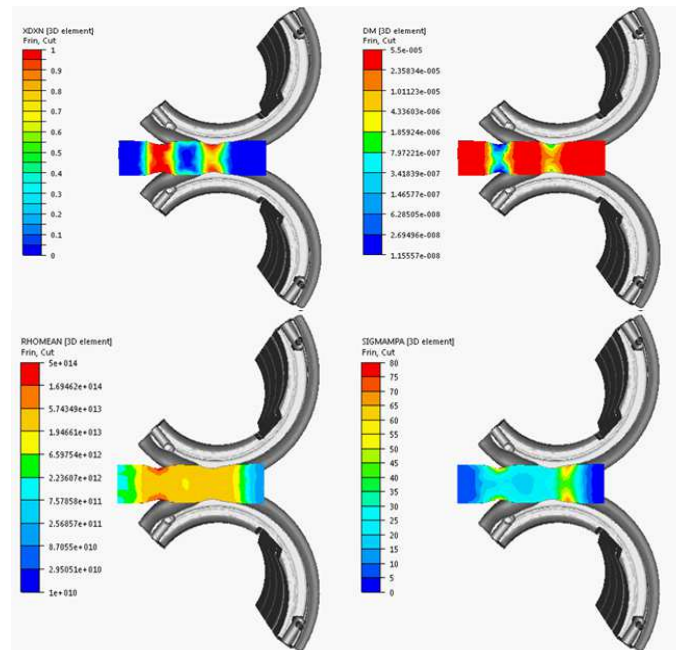 XDXN [3D element]
Frin, Cut
1
0.9
0.8
0.7
0.6
0.5
0.4
0.3
0.2
0.1
0
DM [3D element]
Frin, Cut
5.5e-005
2.35834e-005
1.01123e-005
4.33603e-006
1.85924e-006
7.97221e-007
3.41839e-007
1.46577e-007
6.28505e-008
2.69496e-008
1.15557e-008
RHOMEAN [3D element]
Frin, Cut
5e+014
1.69462e+014
5.74349e+013
1.94661e+013
6.59754e+012
2.23607e+012
7.57858e+011
2.56857e+011
8.7055e+010
2.95051e+010
1e+010
SIGMAMPA [3D element]
Frin, Cut
80
75
70
65
60
55
50
45
40
35
30
25
20
15
10
5
0